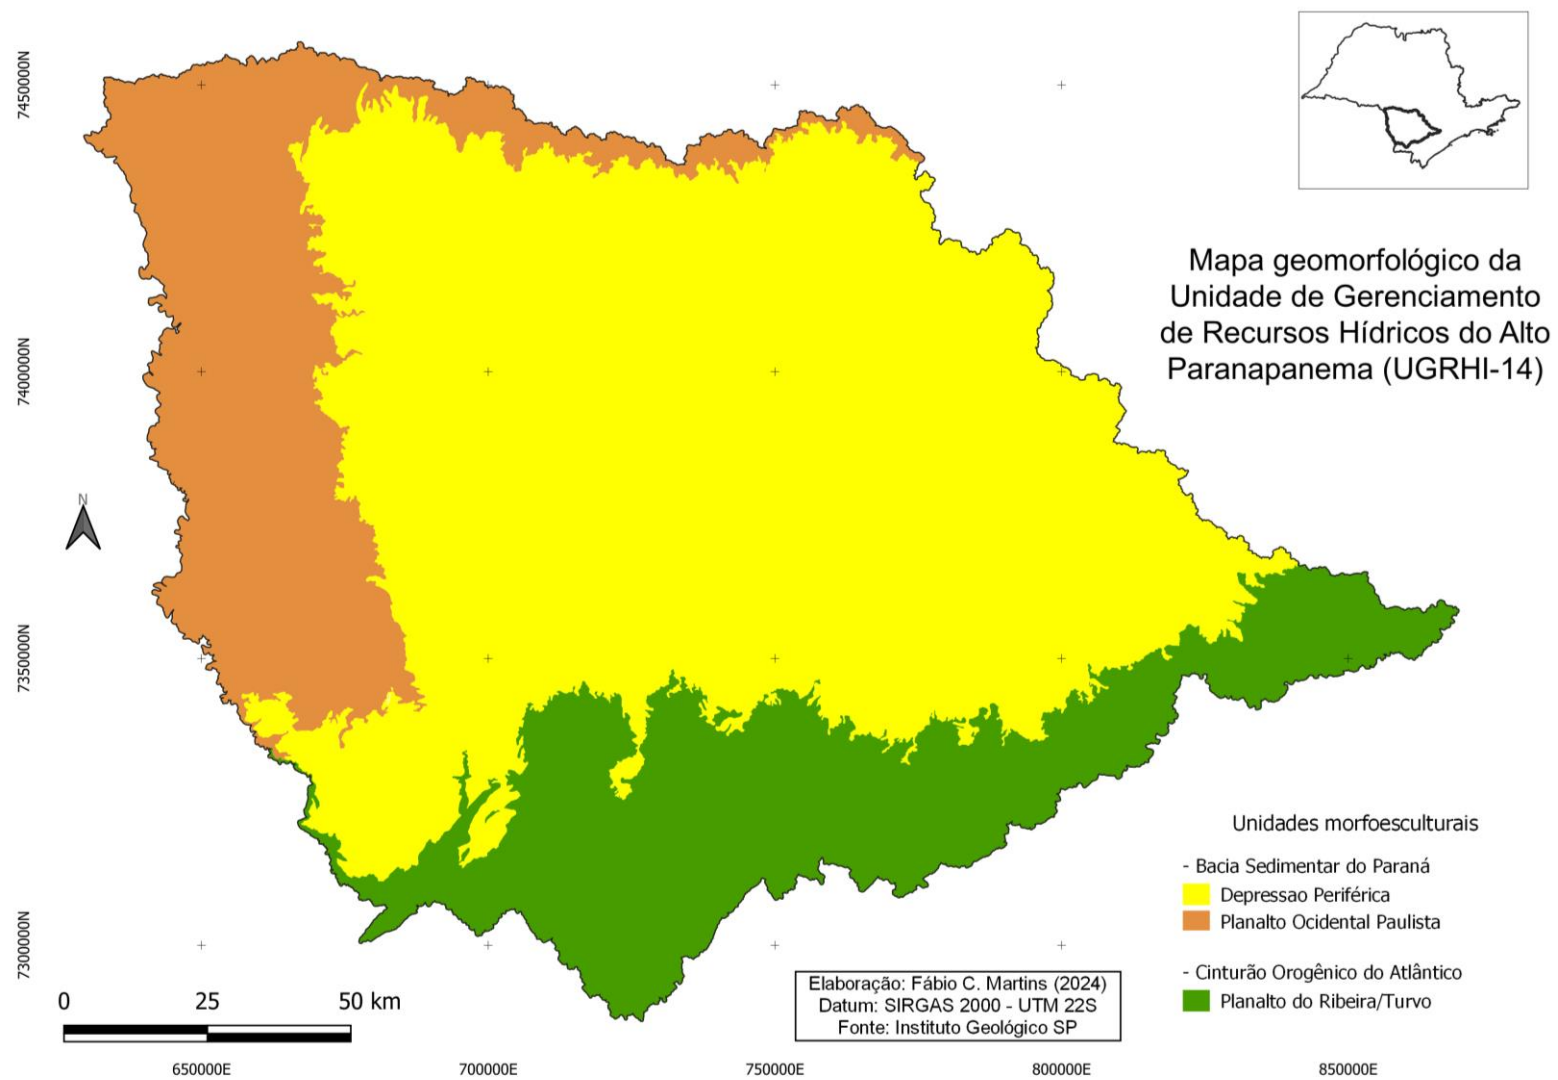 Mapa geomorfológico da
Unidade de Gerenciamento
de Recursos Hídricos do Alto
Paranapanema (UGRHI-14)
7450000N
7400000N
7350000N
7300000N
N
Unidades morfoesculturais
- Bacia Sedimentar do Paraná
Depressao Periférica
Planalto Ocidental Paulista
- Cinturão Orogênico do Atlântico
Planalto do Ribeira/Turvo
0 25 50 km
Elaboração: Fábio C. Martins (2024)
Datum: SIRGAS 2000 - UTM 22S
Fonte: Instituto Geológico SP
650000E 700000E 750000E 800000E 850000E